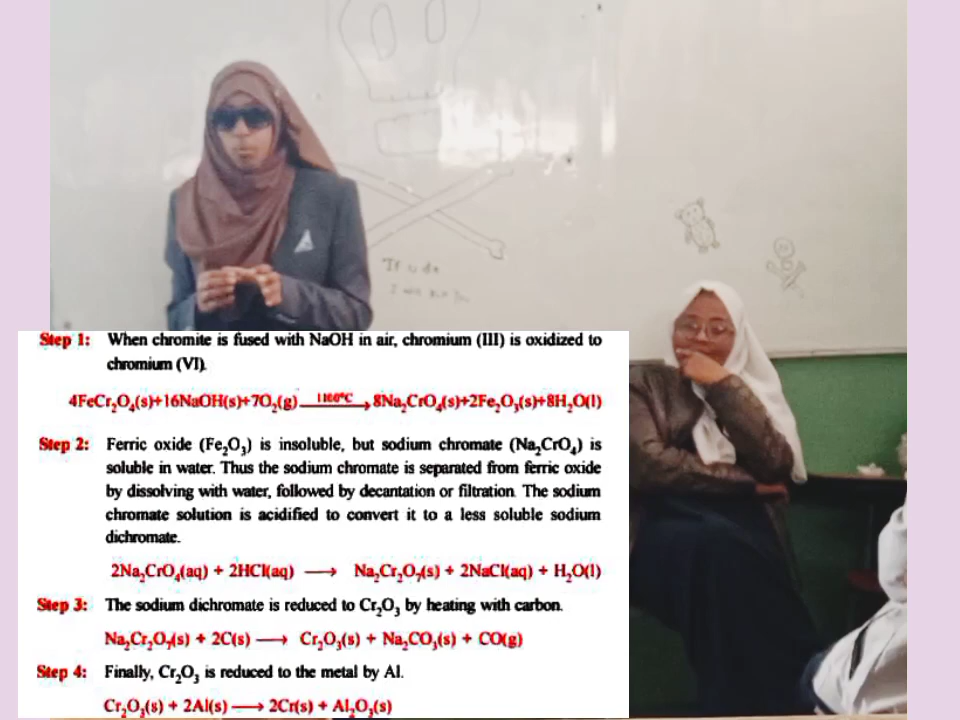 If u do
Step 1: When chromite is fused with NaOH in air, chromium (III) is oxidized to
chromium (VI).
4FeCr₂O₄(s)+16NaOH(s)+7O₂(g) —1100°C→ 8Na₂CrO₄(s)+2Fe₂O₃(s)+8H₂O(l)
Step 2: Ferric oxide (Fe₂O₃) is insoluble, but sodium chromate (Na₂CrO₄) is
soluble in water. Thus the sodium chromate is separated from ferric oxide
by dissolving with water, followed by decantation or filtration. The sodium
chromate solution is acidified to convert it to a less soluble sodium
dichromate.
2Na₂CrO₄(aq) + 2HCl(aq) ⟶ Na₂Cr₂O₇(s) + 2NaCl(aq) + H₂O(l)
Step 3: The sodium dichromate is reduced to Cr₂O₃ by heating with carbon.
Na₂Cr₂O₇(s) + 2C(s) ⟶ Cr₂O₃(s) + Na₂CO₃(s) + CO(g)
Step 4: Finally, Cr₂O₃ is reduced to the metal by Al.
Cr₂O₃(s) + 2Al(s) ⟶ 2Cr(s) + Al₂O₃(s)